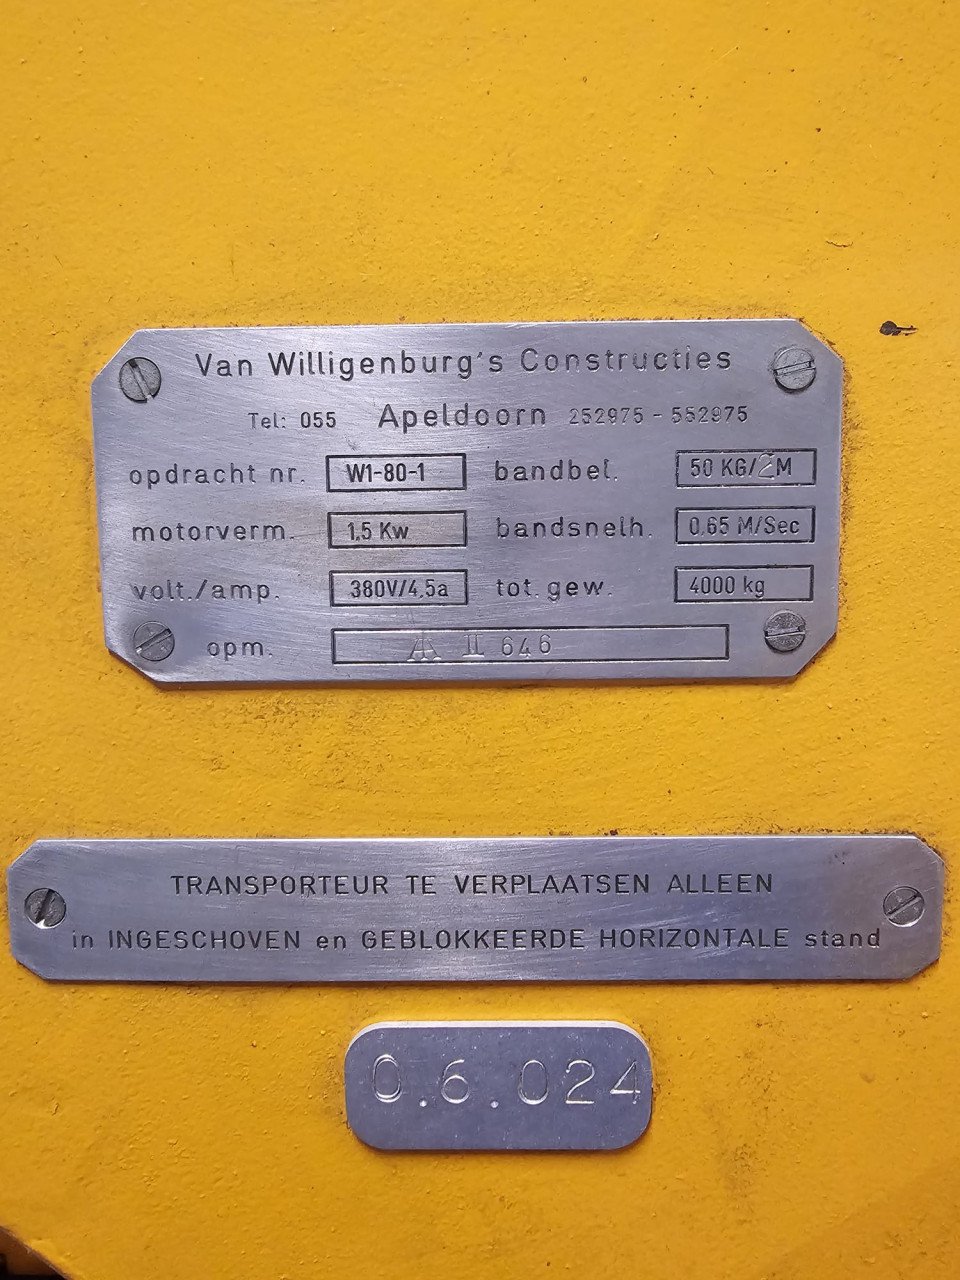 Van Willigenburg's Constructies
Tel: 055 Apeldoorn 252975 - 552975
opdracht nr. W1-80-1 bandbel. 50 KG/2M
motorverm. 1,5 Kw bandsnelh. 0,65 M/Sec
volt./amp. 380V/4,5a tot. gew. 4000 kg
opm. II 646
TRANSPORTEUR TE VERPLAATSEN ALLEEN
in INGESCHOVEN en GEBLOKKEERDE HORIZONTALE stand
0.6.024